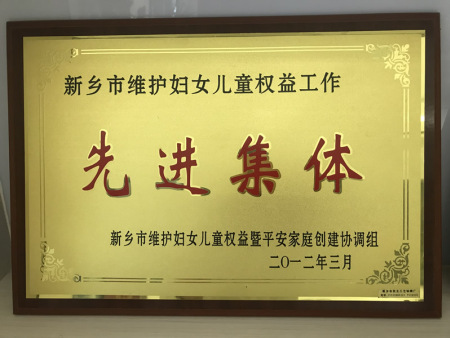 新乡市维护妇女儿童权益工作
先进集体
新乡市维护妇女儿童权益暨平安家庭创建协调组
二〇一二年三月